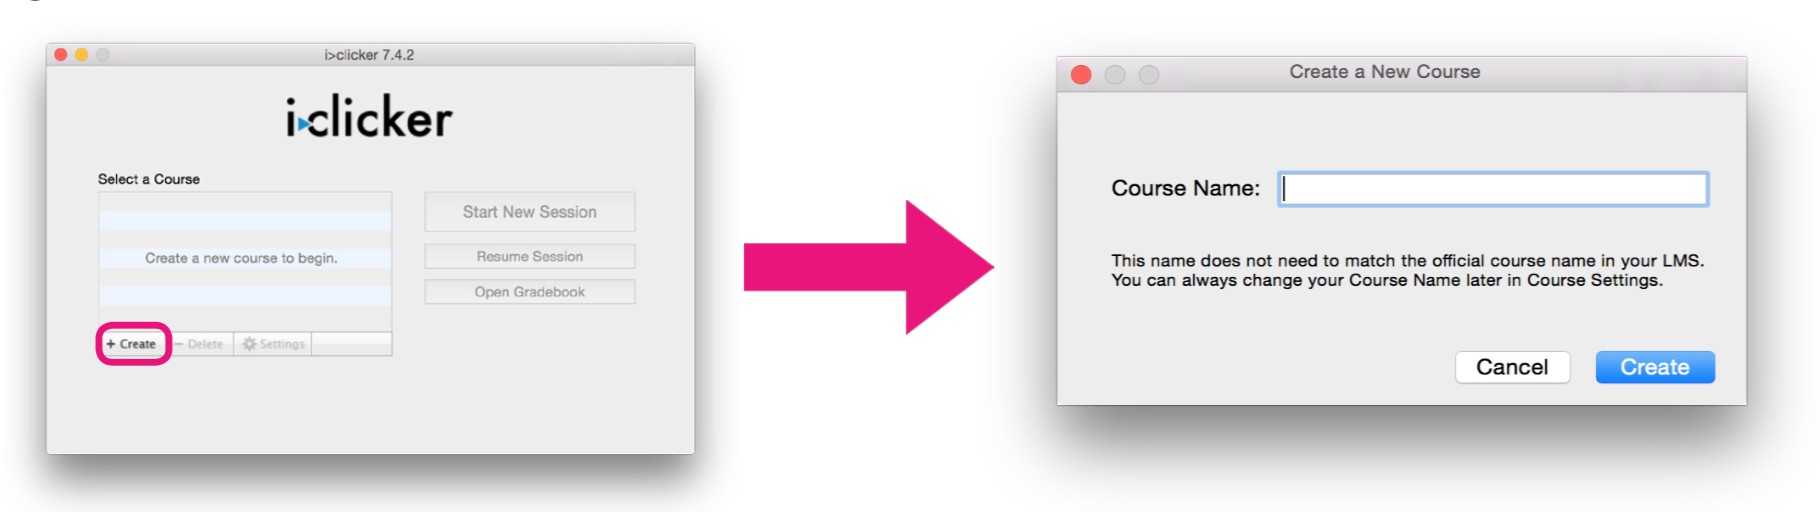 i>clicker 7.4.2
i>clicker
Select a Course
Create a new course to begin.
+ Create
− Delete
Settings
Start New Session
Resume Session
Open Gradebook
Create a New Course
Course Name:
This name does not need to match the official course name in your LMS.
You can always change your Course Name later in Course Settings.
Cancel
Create